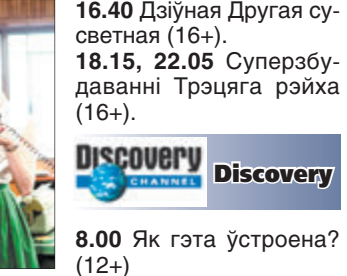 16.40 Дзіўная Другая су-
светная (16+).
18.15, 22.05 Суперзбу-
даванні Трэцяга рэйха
(16+).
Discovery
CHANNEL
Discovery
8.00 Як гэта ўстроена?
(12+)